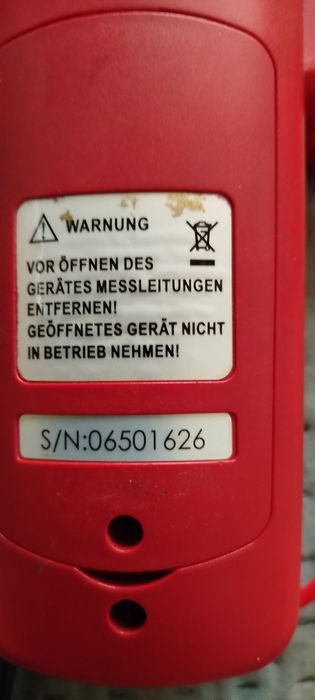 WARNUNG
VOR ÖFFNEN DES
GERÄTES MESSLEITUNGEN
ENTFERNEN!
GEÖFFNETES GERÄT NICHT
IN BETRIEB NEHMEN!
S/N:06501626